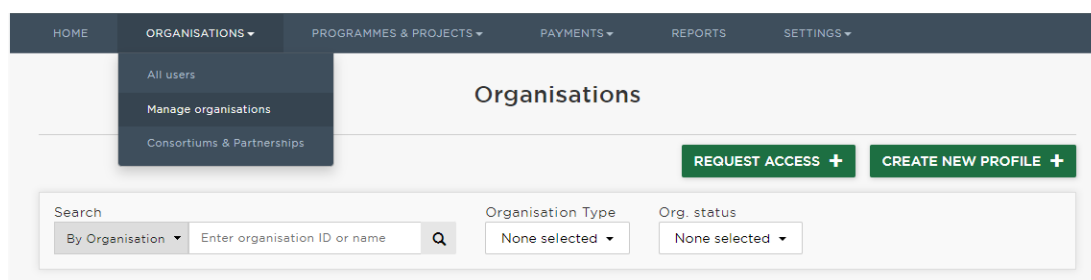 HOME ORGANISATIONS PROGRAMMES & PROJECTS PAYMENTS REPORTS SETTINGS
All users
Manage organisations
Consortiums & Partnerships
Organisations
REQUEST ACCESS + CREATE NEW PROFILE +
Search Organisation Type Org. status
By Organisation Enter organisation ID or name None selected None selected